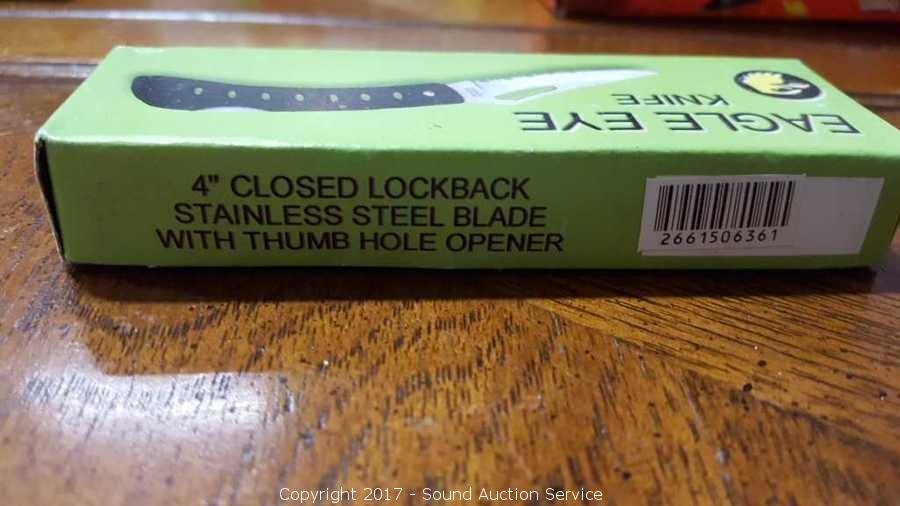 EAGLE EYE
KNIFE
4" CLOSED LOCKBACK
STAINLESS STEEL BLADE
WITH THUMB HOLE OPENER
2661506361
Copyright 2017 - Sound Auction Service